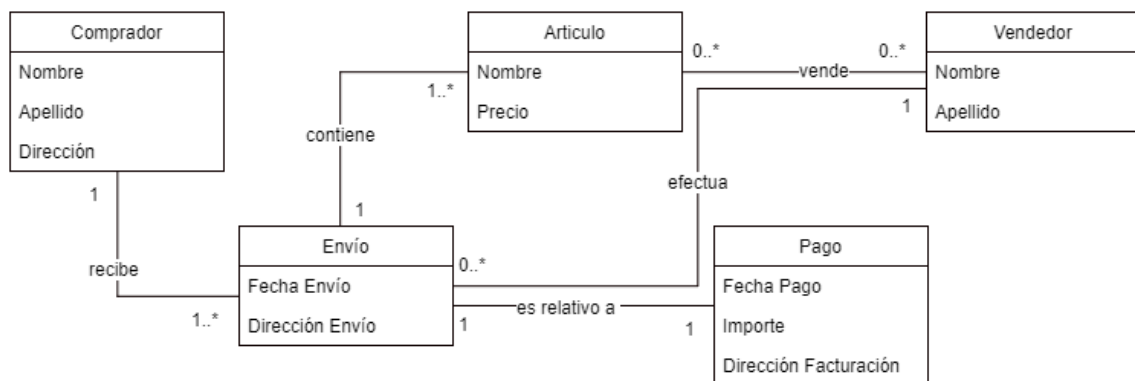 Comprador
Nombre
Apellido
Dirección
1
recibe
1..*
Articulo
Nombre
Precio
1..*
contiene
1
0..*
vende
0..*
Vendedor
Nombre
Apellido
1
efectua
0..*
Envío
Fecha Envío
Dirección Envío
1
es relativo a
1
Pago
Fecha Pago
Importe
Dirección Facturación